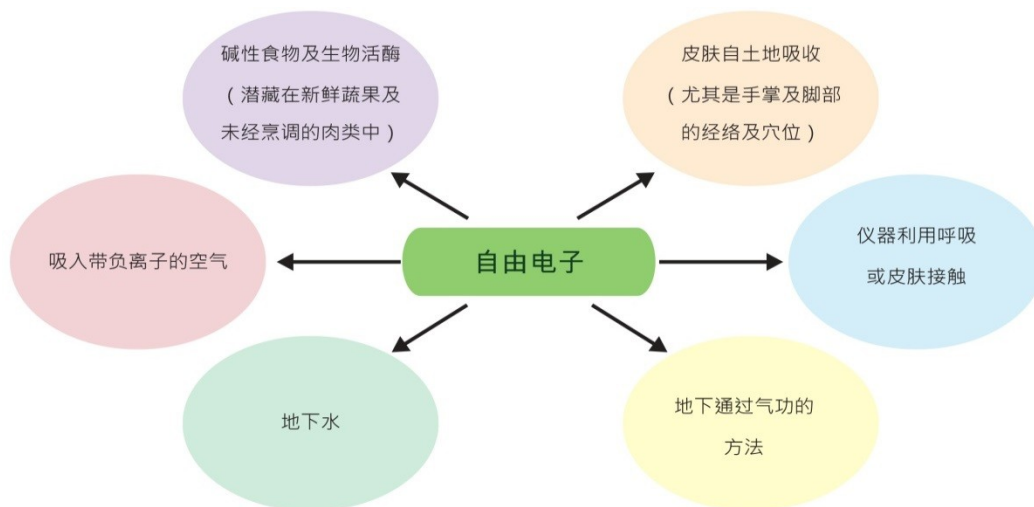 碱性食物及生物活酶
（潜藏在新鲜蔬果及
未经烹调的肉类中）
皮肤自土地吸收
（尤其是手掌及脚部
的经络及穴位）
吸入带负离子的空气
自由电子
仪器利用呼吸
或皮肤接触
地下水
地下通过气功的
方法